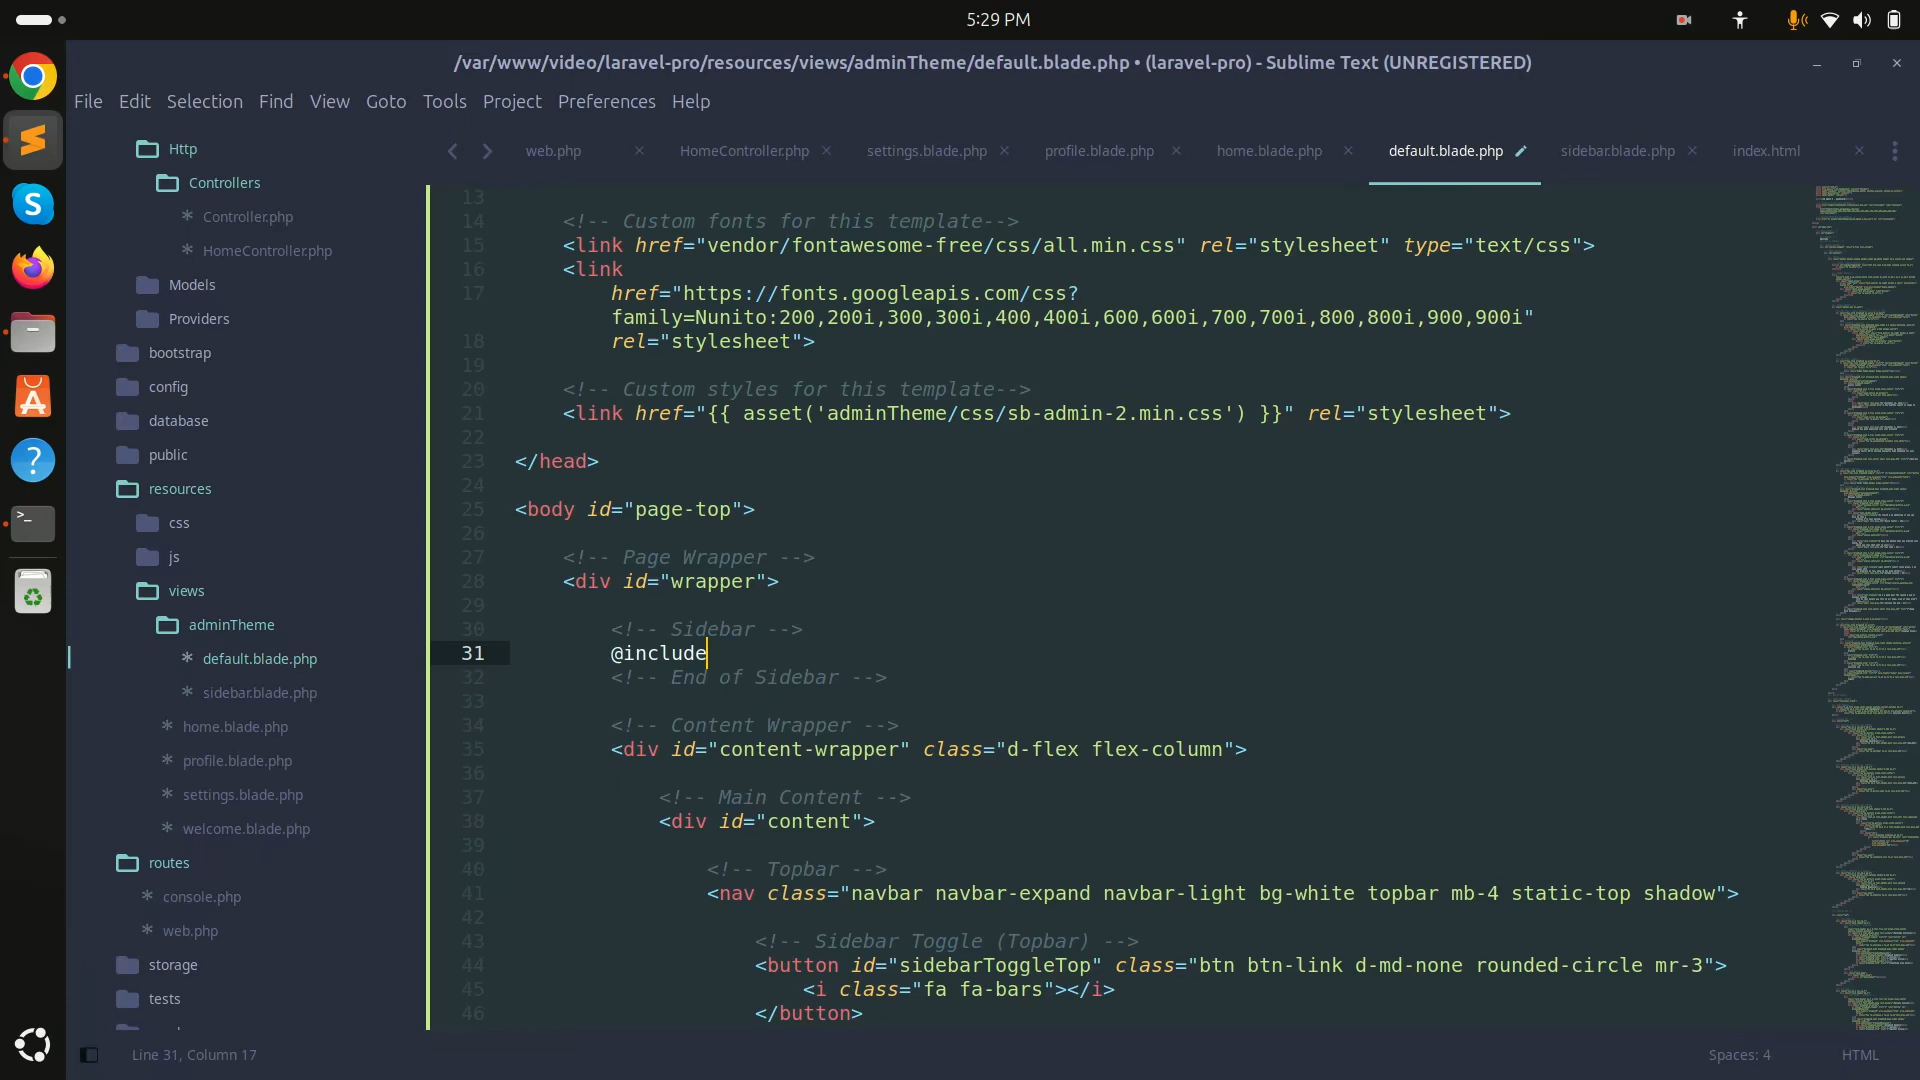 5:29 PM
/var/www/video/laravel-pro/resources/views/adminTheme/default.blade.php • (laravel-pro) - Sublime Text (UNREGISTERED)
File Edit Selection Find View Goto Tools Project Preferences Help
Http
Controllers
* Controller.php
* HomeController.php
Models
Providers
bootstrap
config
database
public
resources
css
js
views
adminTheme
* default.blade.php
* sidebar.blade.php
* home.blade.php
* profile.blade.php
* settings.blade.php
* welcome.blade.php
routes
* console.php
* web.php
storage
tests
web.php HomeController.php settings.blade.php profile.blade.php home.blade.php default.blade.php sidebar.blade.php index.html
13
14 <!-- Custom fonts for this template-->
15 <link href="vendor/fontawesome-free/css/all.min.css" rel="stylesheet" type="text/css">
16 <link
17 href="https://fonts.googleapis.com/css?
family=Nunito:200,200i,300,300i,400,400i,600,600i,700,700i,800,800i,900,900i"
18 rel="stylesheet">
19
20 <!-- Custom styles for this template-->
21 <link href="{{ asset('adminTheme/css/sb-admin-2.min.css') }}" rel="stylesheet">
22
23 </head>
24
25 <body id="page-top">
26
27 <!-- Page Wrapper -->
28 <div id="wrapper">
29
30 <!-- Sidebar -->
31 @include
32 <!-- End of Sidebar -->
33
34 <!-- Content Wrapper -->
35 <div id="content-wrapper" class="d-flex flex-column">
36
37 <!-- Main Content -->
38 <div id="content">
39
40 <!-- Topbar -->
41 <nav class="navbar navbar-expand navbar-light bg-white topbar mb-4 static-top shadow">
42
43 <!-- Sidebar Toggle (Topbar) -->
44 <button id="sidebarToggleTop" class="btn btn-link d-md-none rounded-circle mr-3">
45 <i class="fa fa-bars"></i>
46 </button>
Line 31, Column 17
Spaces: 4
HTML